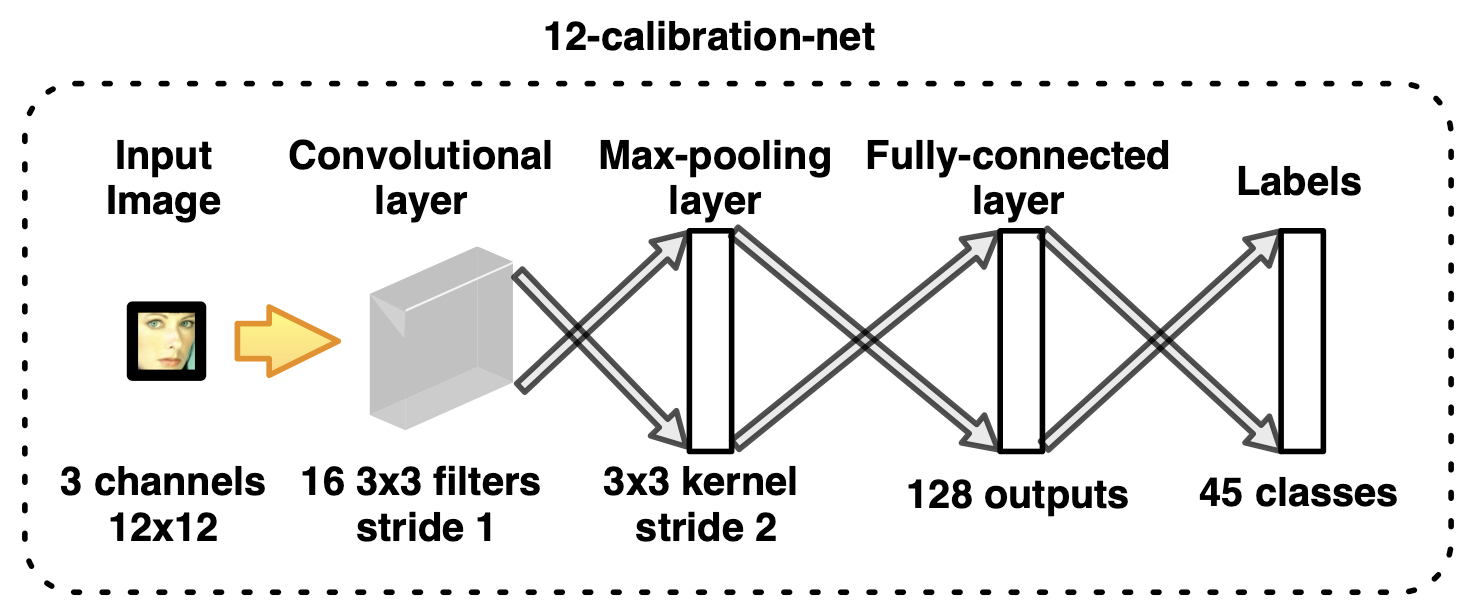 12-calibration-net
Input
Image
Convolutional
layer
Max-pooling
layer
Fully-connected
layer
Labels
3 channels
12x12
16 3x3 filters
stride 1
3x3 kernel
stride 2
128 outputs
45 classes